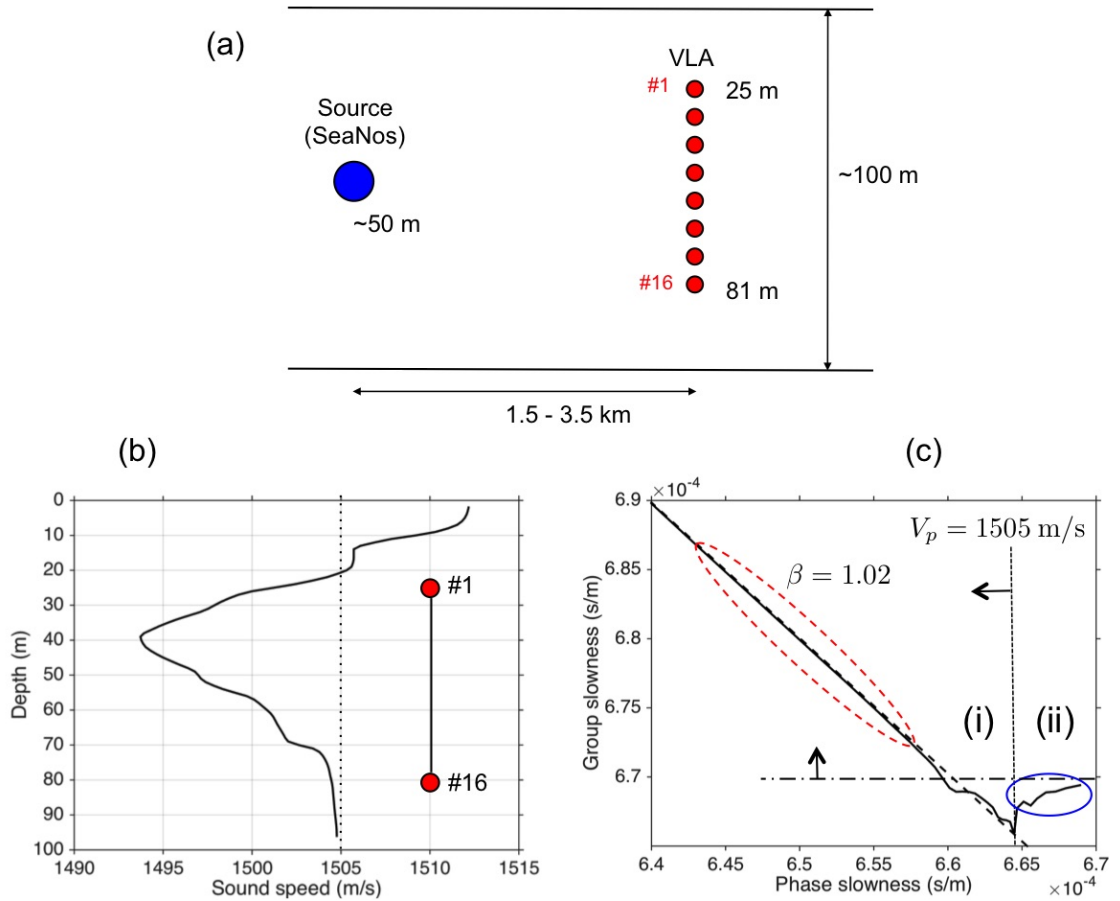 (a)
VLA
#1
25 m
Source
(SeaNos)
~50 m
~100 m
#16
81 m
1.5 - 3.5 km
(b)
0
10
20
30
40
50
60
70
80
90
100
Depth (m)
#1
#16
1490
1495
1500
1505
1510
1515
Sound speed (m/s)
(c)
×10⁻⁴
6.9
6.85
6.8
6.75
6.7
Group slowness (s/m)
V_p = 1505 m/s
β = 1.02
(i)
(ii)
6.4
6.45
6.5
6.55
6.6
6.65
6.7
Phase slowness (s/m)
×10⁻⁴